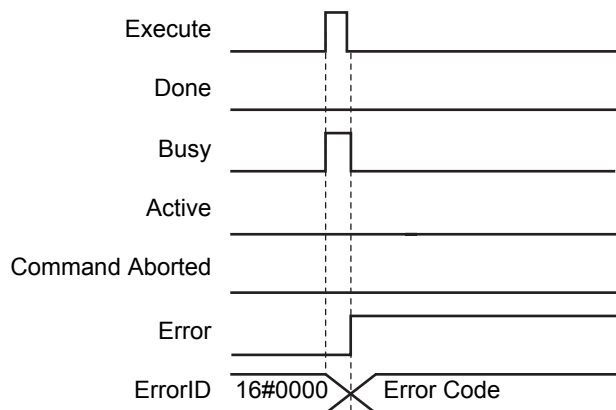 Execute
Done
Busy
Active
Command Aborted
Error
ErrorID 16#0000 Error Code